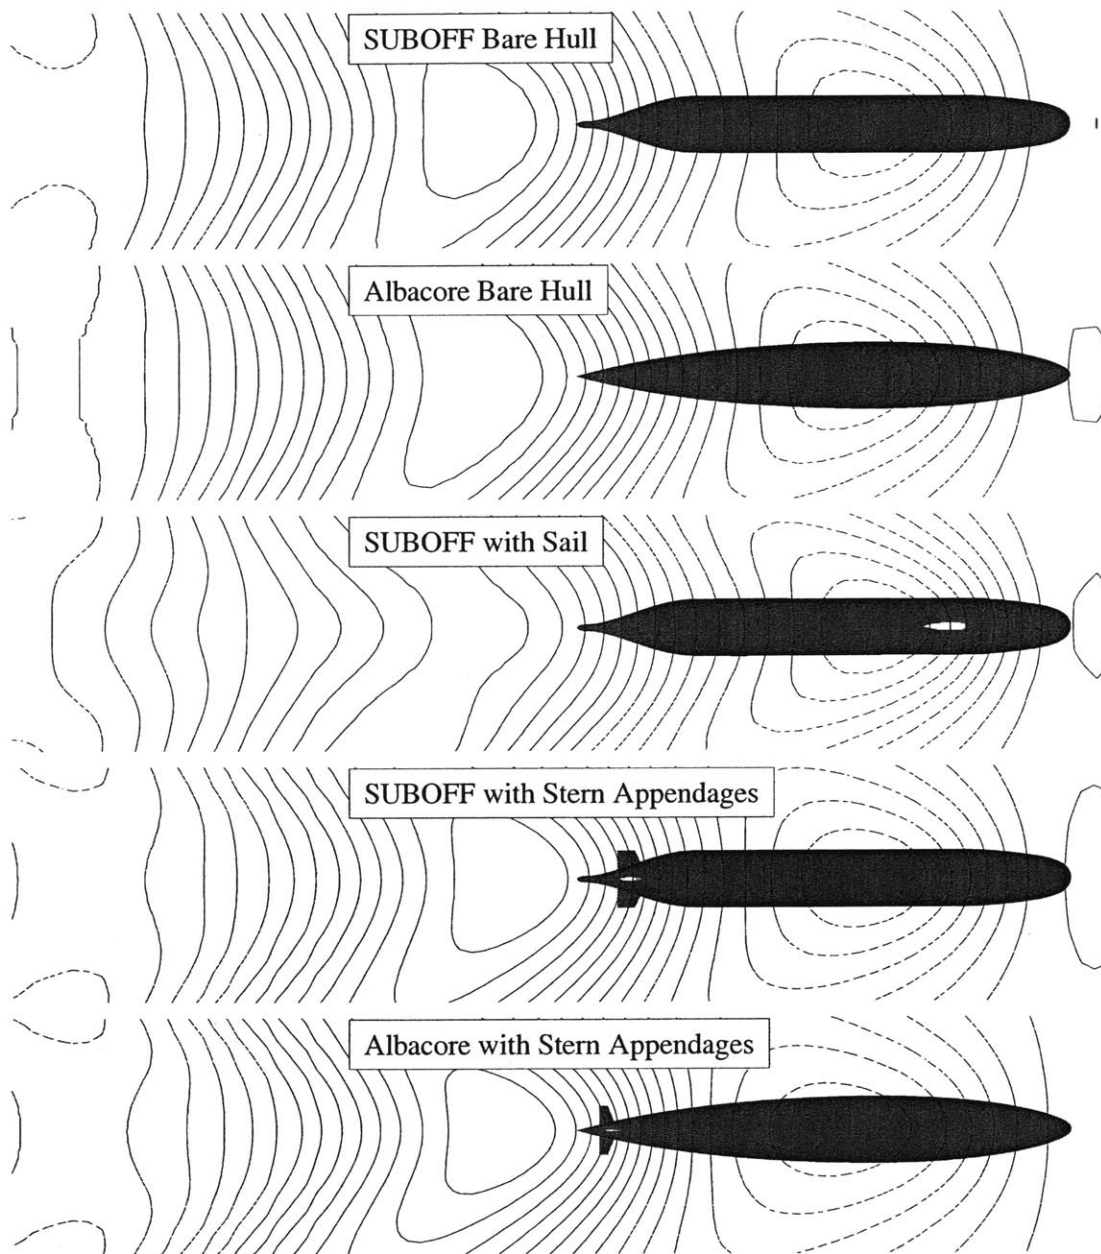 SUBOFF Bare Hull
Albacore Bare Hull
SUBOFF with Sail
SUBOFF with Stern Appendages
Albacore with Stern Appendages